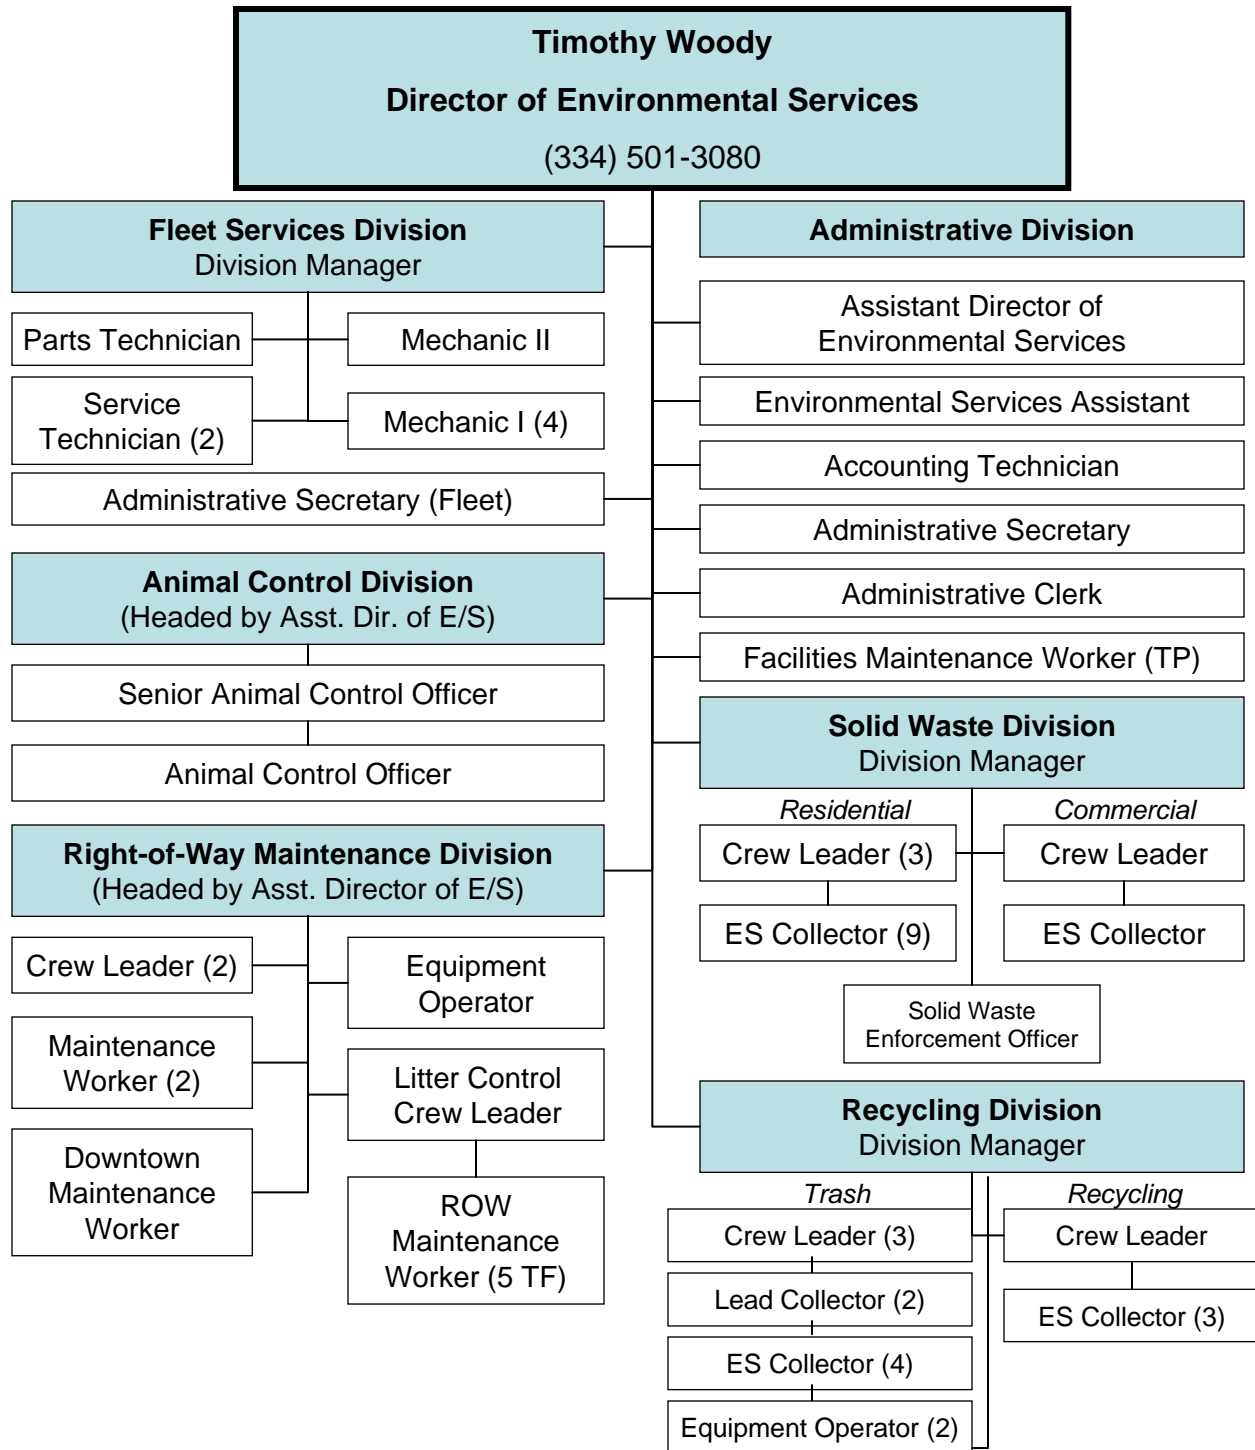 Timothy Woody
Director of Environmental Services
(334) 501-3080
Fleet Services Division
Division Manager
Parts Technician
Mechanic II
Service
Technician (2)
Mechanic I (4)
Administrative Secretary (Fleet)
Animal Control Division
(Headed by Asst. Dir. of E/S)
Senior Animal Control Officer
Animal Control Officer
Right-of-Way Maintenance Division
(Headed by Asst. Director of E/S)
Crew Leader (2)
Equipment
Operator
Maintenance
Worker (2)
Litter Control
Crew Leader
Downtown
Maintenance
Worker
ROW
Maintenance
Worker (5 TF)
Administrative Division
Assistant Director of
Environmental Services
Environmental Services Assistant
Accounting Technician
Administrative Secretary
Administrative Clerk
Facilities Maintenance Worker (TP)
Solid Waste Division
Division Manager
Residential
Commercial
Crew Leader (3)
Crew Leader
ES Collector (9)
ES Collector
Solid Waste
Enforcement Officer
Recycling Division
Division Manager
Trash
Recycling
Crew Leader (3)
Crew Leader
Lead Collector (2)
ES Collector (3)
ES Collector (4)
Equipment Operator (2)